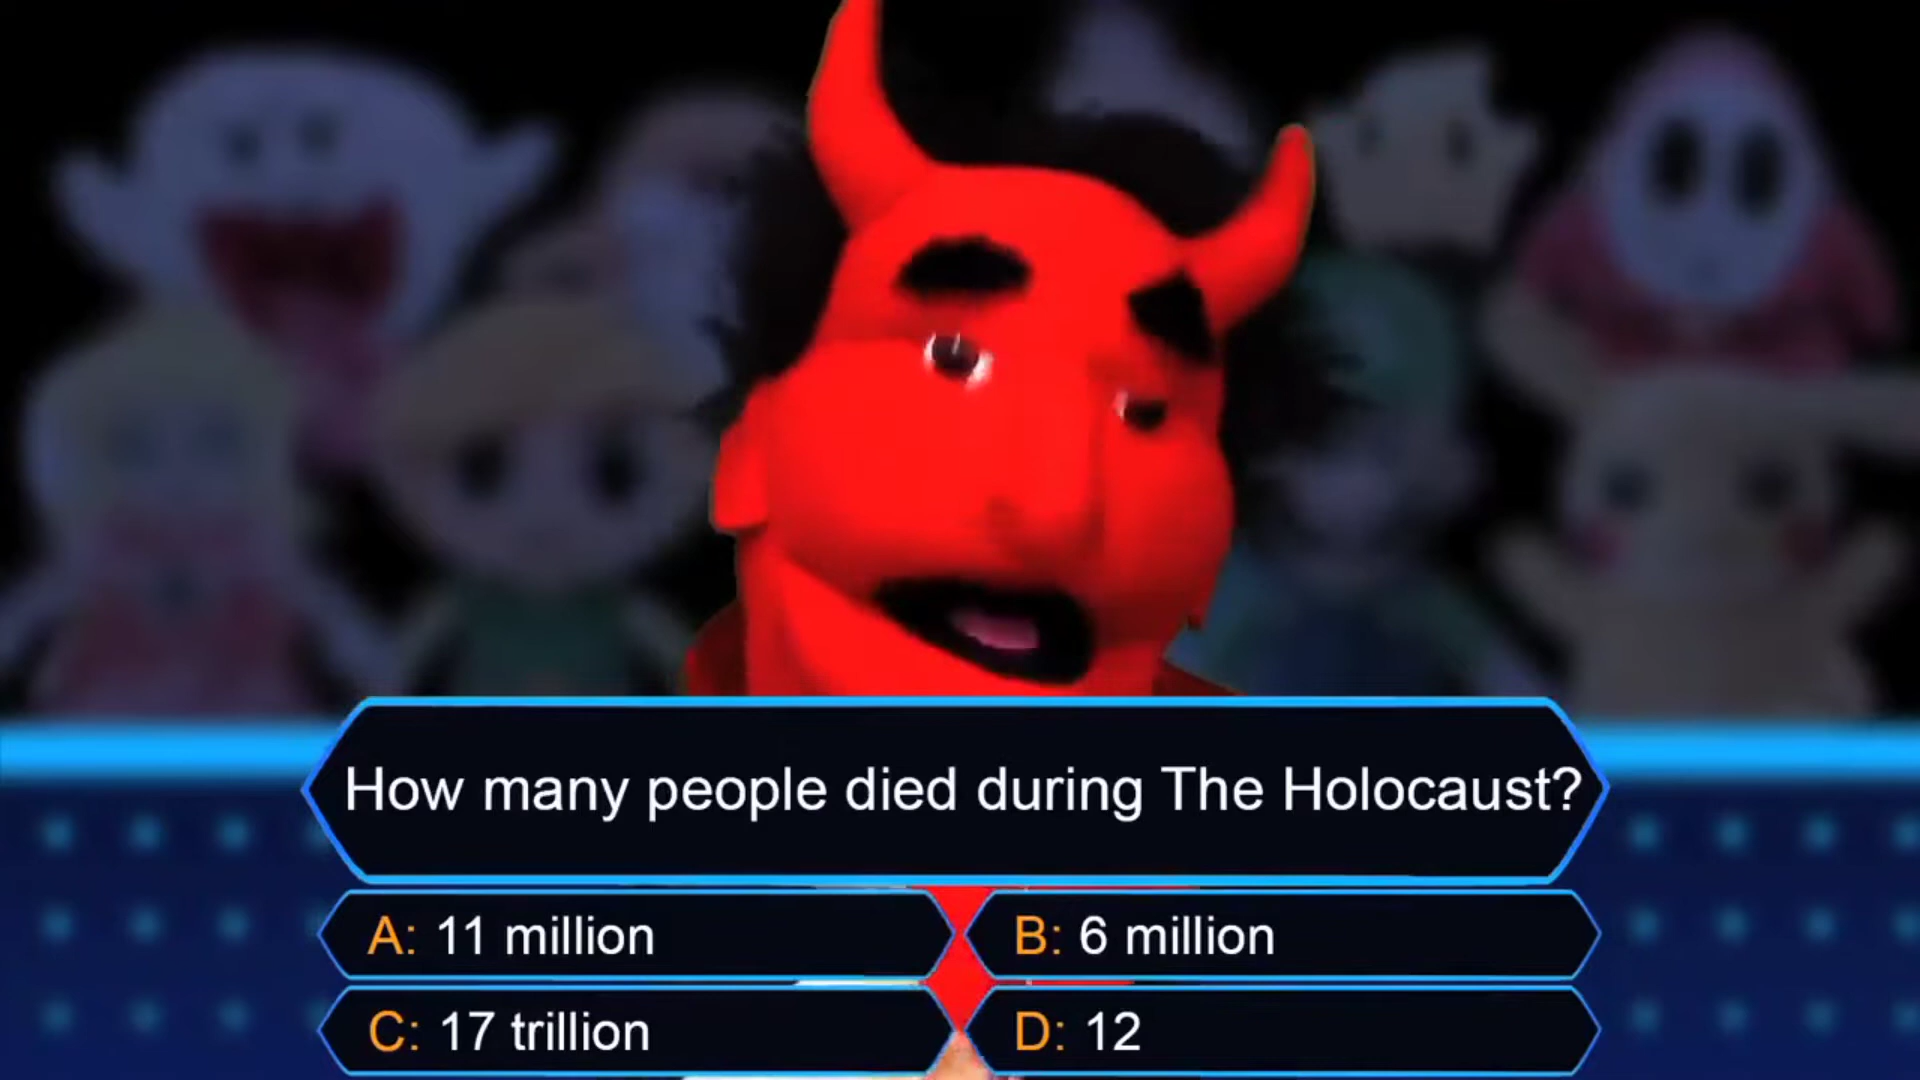 How many people died during The Holocaust?
A: 11 million
B: 6 million
C: 17 trillion
D: 12